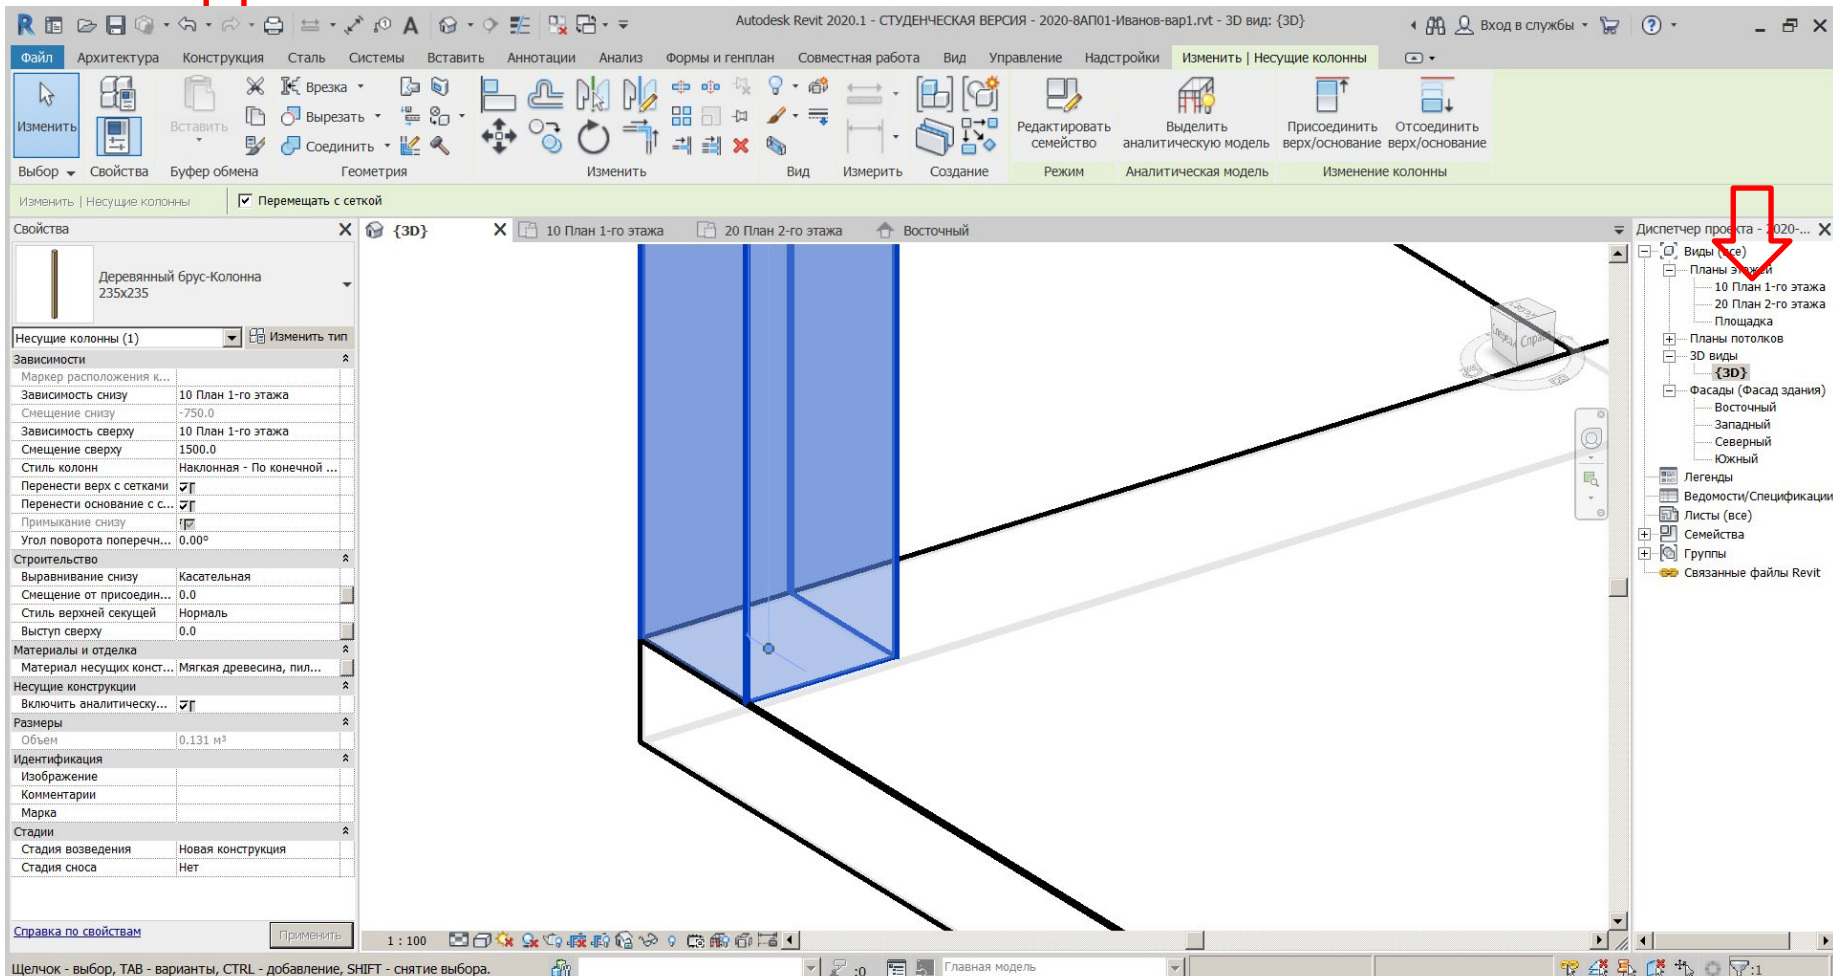 Autodesk Revit 2020.1 - СТУДЕНЧЕСКАЯ ВЕРСИЯ - 2020-8АП01-Иванов-вар1.rvt - 3D вид: {3D}
Вход в службы
Файл Архитектура Конструкция Сталь Системы Вставить Аннотации Анализ Формы и генплан Совместная работа Вид Управление Надстройки Изменить | Несущие колонны
Изменить
Вставить
Врезка
Вырезать
Соединить
Редактировать семейство
Выделить аналитическую модель
Присоединить верх/основание
Отсоединить верх/основание
Выбор Свойства Буфер обмена Геометрия Изменить Вид Измерить Создание Режим Аналитическая модель Изменение колонны
Изменить | Несущие колонны Перемещать с сеткой
Свойства
{3D} 10 План 1-го этажа 20 План 2-го этажа Восточный
Деревянный брус-Колонна
235x235
Несущие колонны (1) Изменить тип
Зависимости
Маркер расположения к...
Зависимость снизу 10 План 1-го этажа
Смещение снизу -750.0
Зависимость сверху 10 План 1-го этажа
Смещение сверху 1500.0
Стиль колонн Наклонная - По конечной ...
Перенести верх с сетками
Перенести основание с с...
Примыкание снизу
Угол поворота попереч... 0.00°
Строительство
Выравнивание снизу Касательная
Смещение от присоедин... 0.0
Стиль верхней секущей Нормаль
Выступ сверху 0.0
Материалы и отделка
Материал несущих конст... Мягкая древесина, пил...
Несущие конструкции
Включить аналитическу...
Размеры
Объем 0.131 м³
Идентификация
Изображение
Комментарии
Марка
Стадии
Стадия возведения Новая конструкция
Стадия сноса Нет
Справка по свойствам Применить
Спереди Справа
Диспетчер проекта - 2020-...
Виды (все)
Планы этажей
10 План 1-го этажа
20 План 2-го этажа
Площадка
Планы потолков
3D виды
{3D}
Фасады (Фасад здания)
Восточный
Западный
Северный
Южный
Легенды
Ведомости/Спецификации
Листы (все)
Семейства
Группы
Связанные файлы Revit
1 : 100
Щелчок - выбор, TAB - варианты, CTRL - добавление, SHIFT - снятие выбора.
:0 Главная модель :1